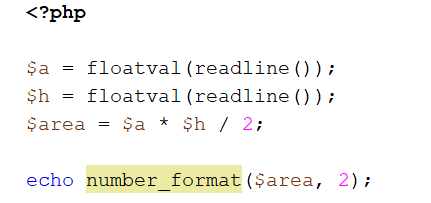 <?php
$a = floatval(readline());
$h = floatval(readline());
$area = $a * $h / 2;
echo number_format($area, 2);